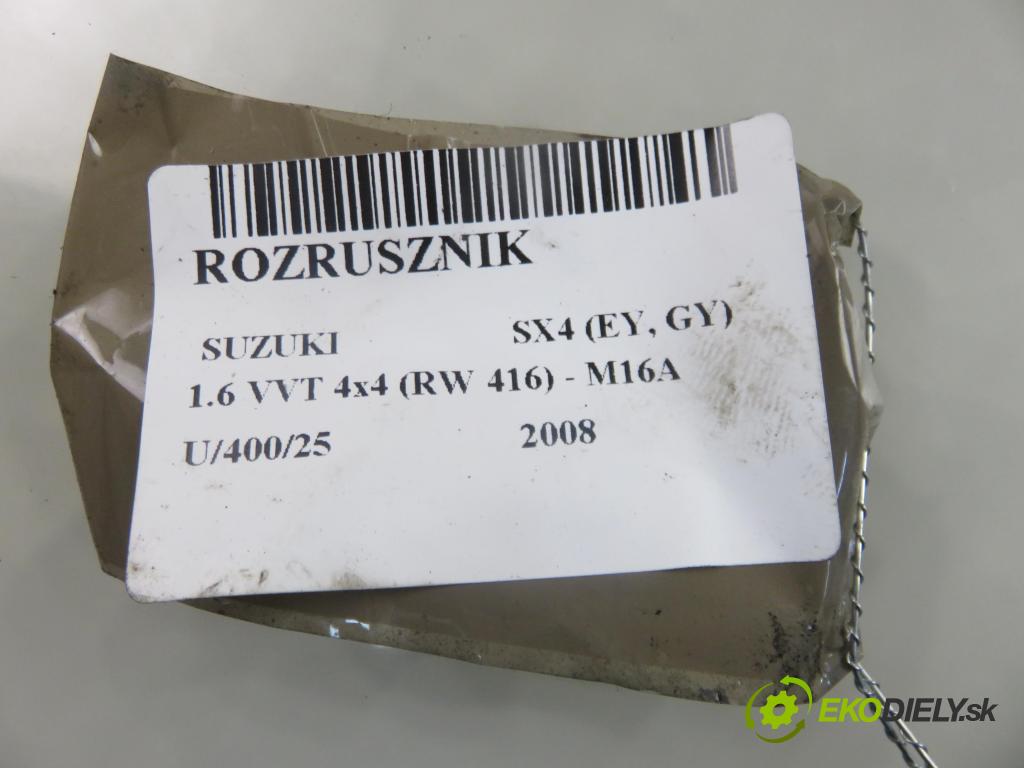 ROZRUSZNIK
SUZUKI SX4 (EY, GY)
1.6 VVT 4x4 (RW 416) - M16A
U/400/25 2008
EKODIELY.sk